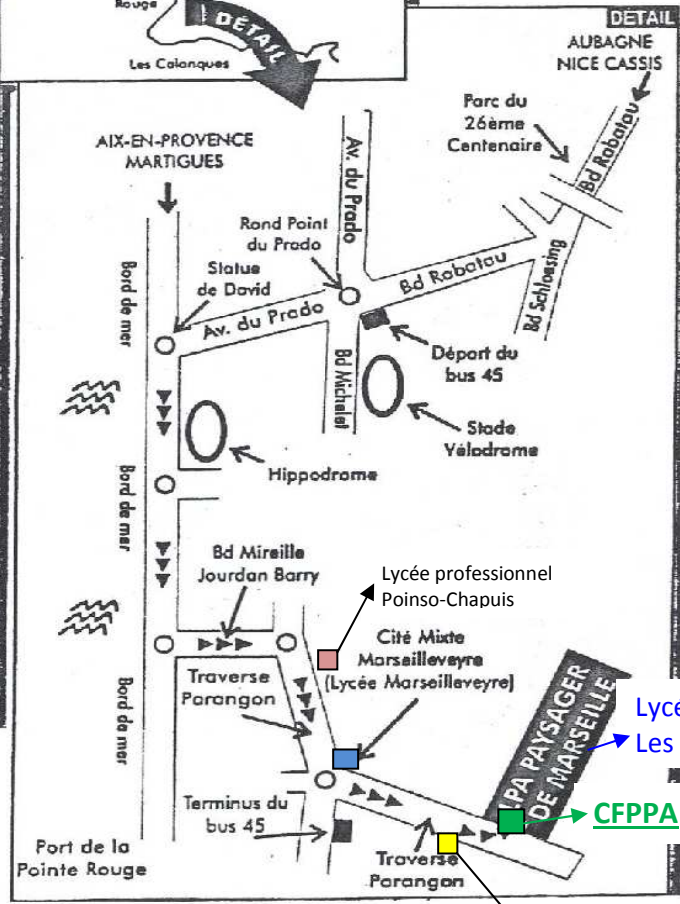 Rouge
DÉTAIL
Les Calanques
DÉTAIL
AUBAGNE
NICE CASSIS
Parc du
26ème
Centenaire
Bd Rabatau
AIX-EN-PROVENCE
MARTIGUES
Av. du Prado
Rond Point
du Prado
Bord de mer
Statue
de David
Av. du Prado
Bd Rabatau
Bd Schloesing
Bd Michelet
Départ du
bus 45
Stade
Vélodrome
Hippodrome
Bord de mer
Bd Mireille
Jourdan Barry
Lycée professionnel
Poinso-Chapuis
Cité Mixte
Marseilleveyre
(Lycée Marseilleveyre)
Traverse
Parangon
Bord de mer
LPA PAYSAGER
DE MARSEILLE
Lycé
Les
CFPPA
Terminus du
bus 45
Port de la
Pointe Rouge
Traverse
Parangon